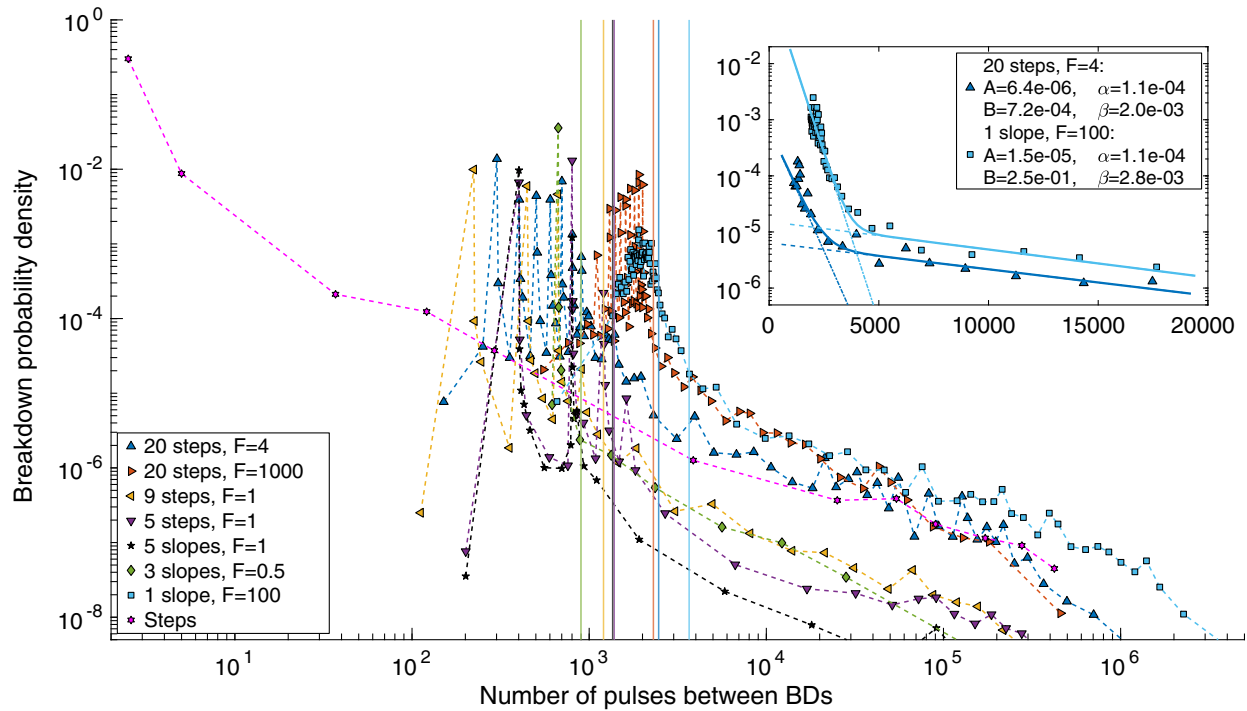 Breakdown probability density
10^0
10^-2
10^-4
10^-6
10^-8
10^1
10^2
10^3
10^4
10^5
10^6
Number of pulses between BDs
20 steps, F=4
20 steps, F=1000
9 steps, F=1
5 steps, F=1
5 slopes, F=1
3 slopes, F=0.5
1 slope, F=100
Steps
10^-2
10^-3
10^-4
10^-5
10^-6
0
5000
10000
15000
20000
20 steps, F=4:
A=6.4e-06, α=1.1e-04
B=7.2e-04, β=2.0e-03
1 slope, F=100:
A=1.5e-05, α=1.1e-04
B=2.5e-01, β=2.8e-03